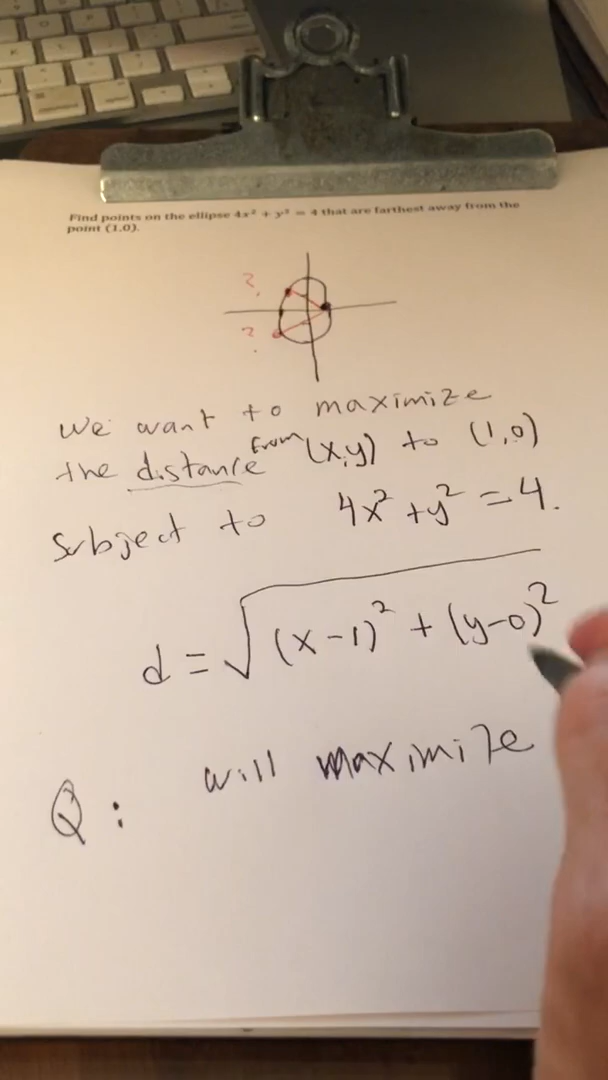 Find points on the ellipse 4x² + y² = 4 that are farthest away from the
point (1,0).
?
?
We want to maximize
the distance from (x,y) to (1,0)
Subject to 4x² + y² = 4.
d = √(x-1)² + (y-0)²
Q: will maximize